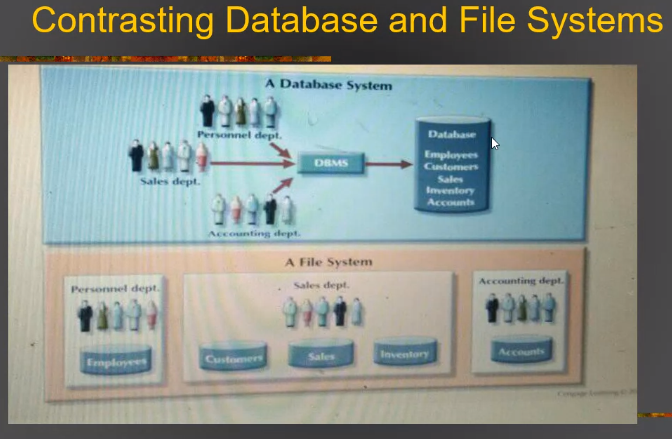 Contrasting Database and File Systems
A Database System
Personnel dept.
Sales dept.
Accounting dept.
DBMS
Database
Employees
Customers
Sales
Inventory
Accounts
A File System
Personnel dept.
Employees
Sales dept.
Customers
Sales
Inventory
Accounting dept.
Accounts
Cengage Learning ©